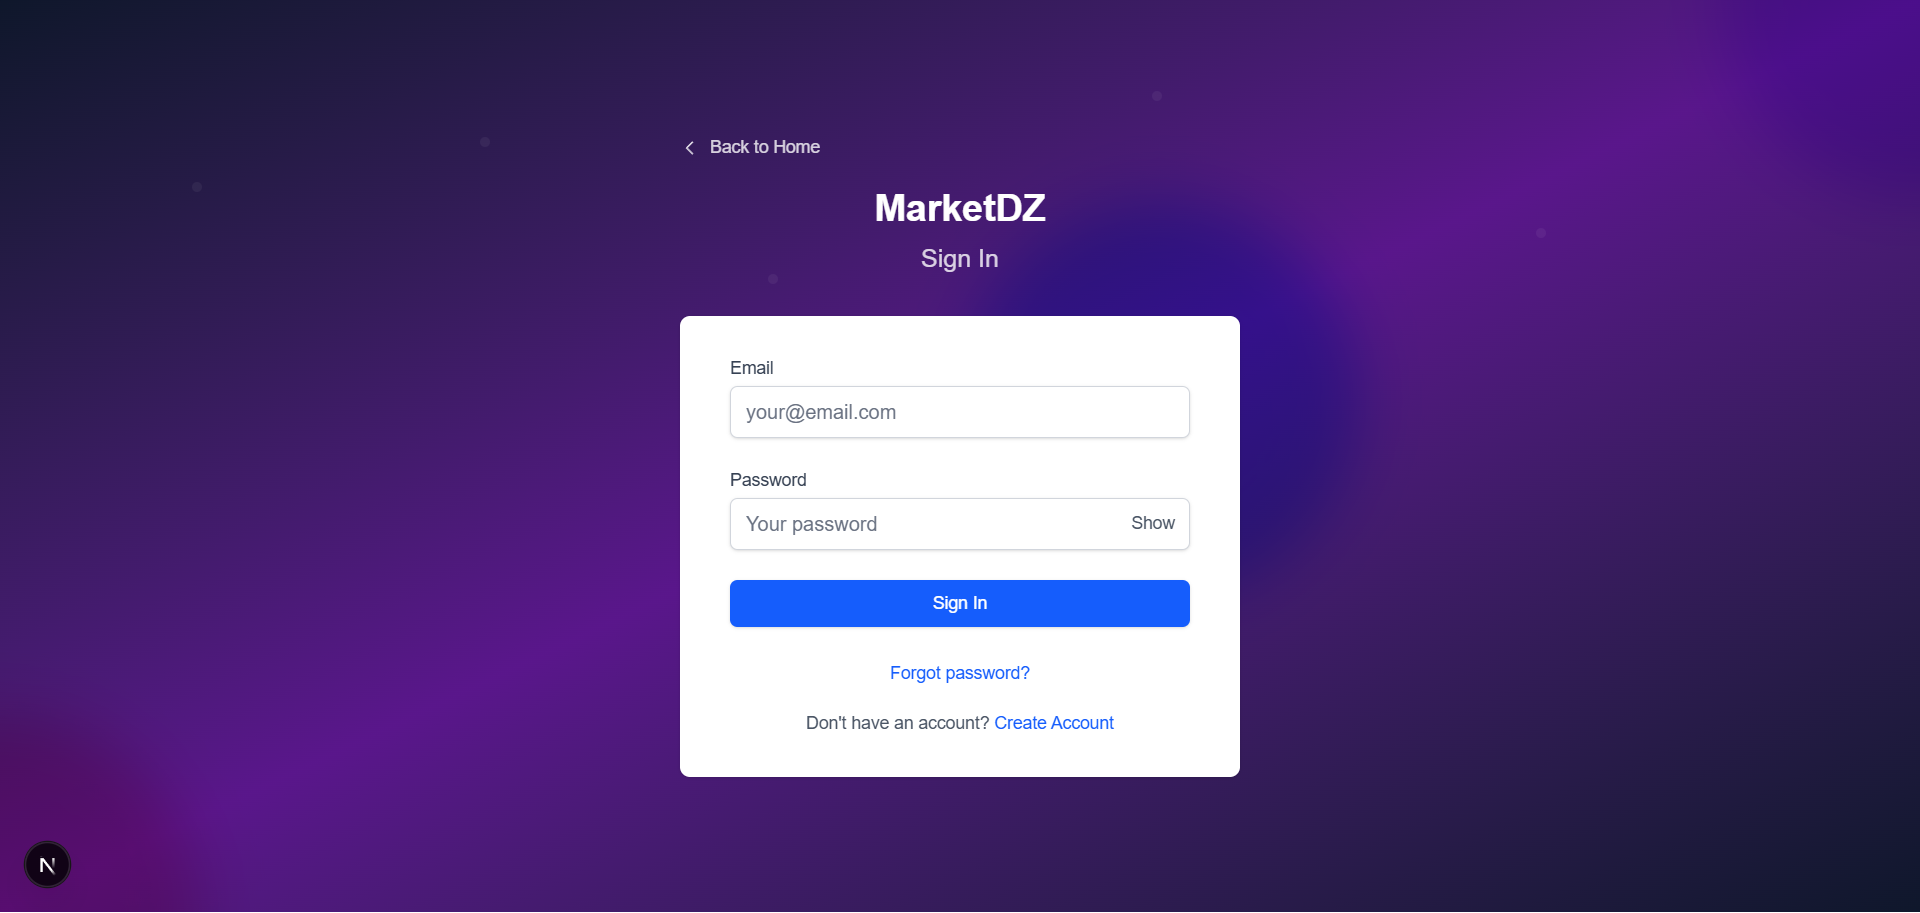 Back to Home
MarketDZ
Sign In
Email
your@email.com
Password
Your password
Show
Sign In
Forgot password?
Don't have an account? Create Account
N